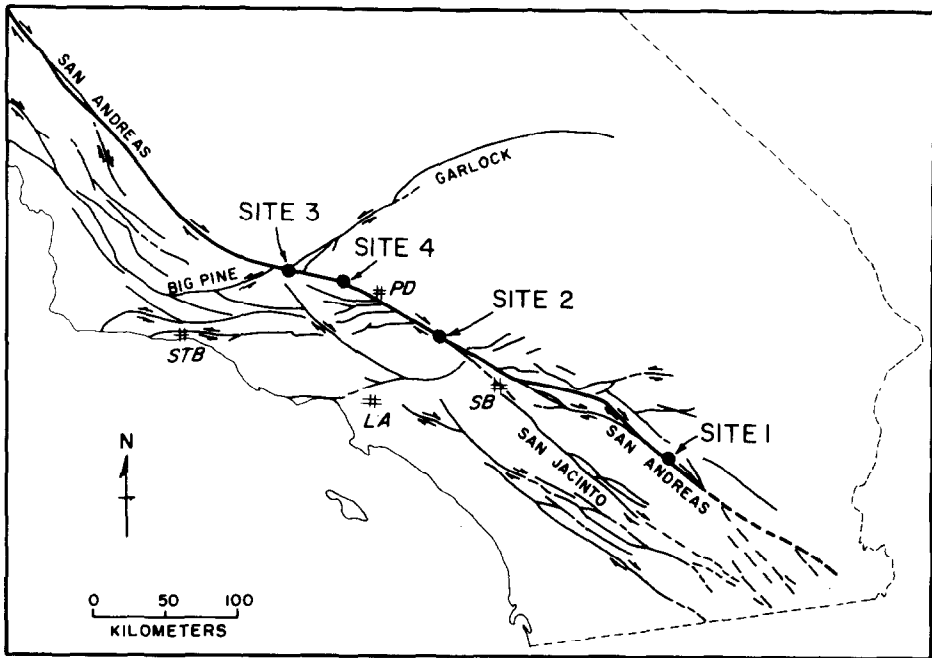 SAN ANDREAS
GARLOCK
SITE 3
SITE 4
BIG PINE
PD
SITE 2
STB
LA
SB
SITE 1
SAN ANDREAS
SAN JACINTO
N
0 50 100
KILOMETERS